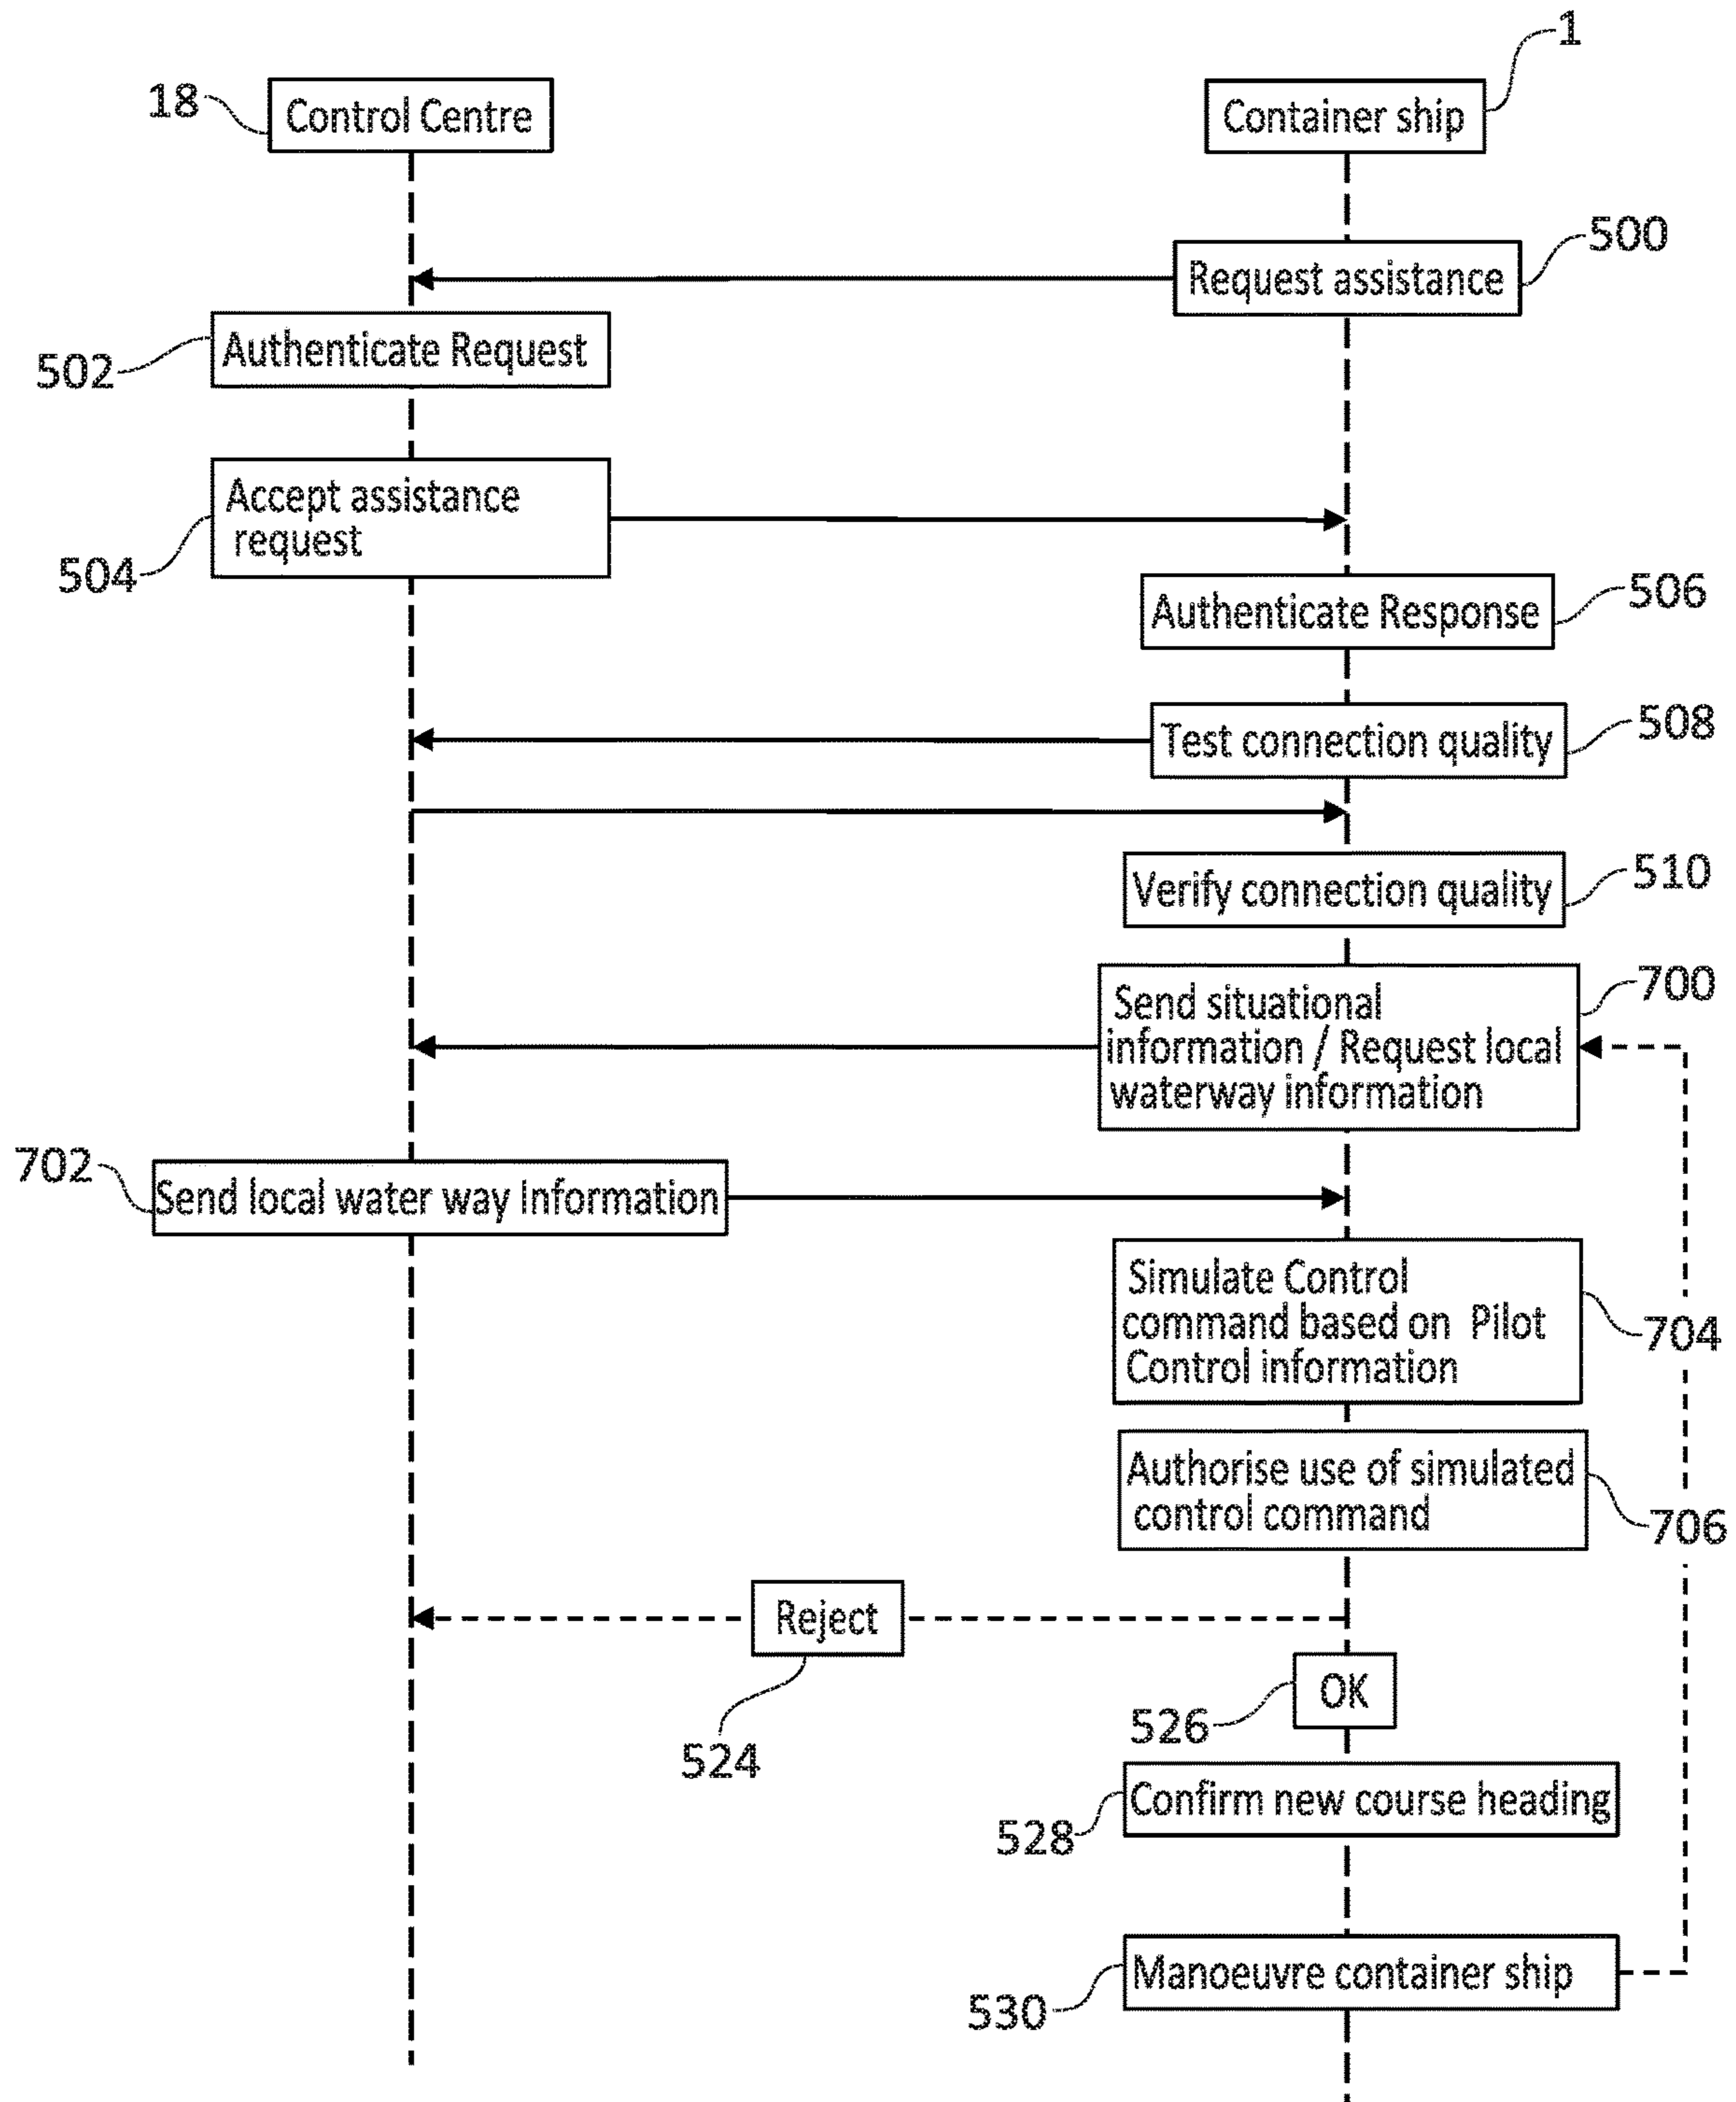 1
18
Control Centre
Container ship
500
Request assistance
502
Authenticate Request
504
Accept assistance
request
506
Authenticate Response
508
Test connection quality
510
Verify connection quality
700
Send situational
information / Request local
waterway information
702
Send local water way Information
704
Simulate Control
command based on Pilot
Control information
706
Authorise use of simulated
control command
Reject
524
OK
526
528
Confirm new course heading
530
Manoeuvre container ship